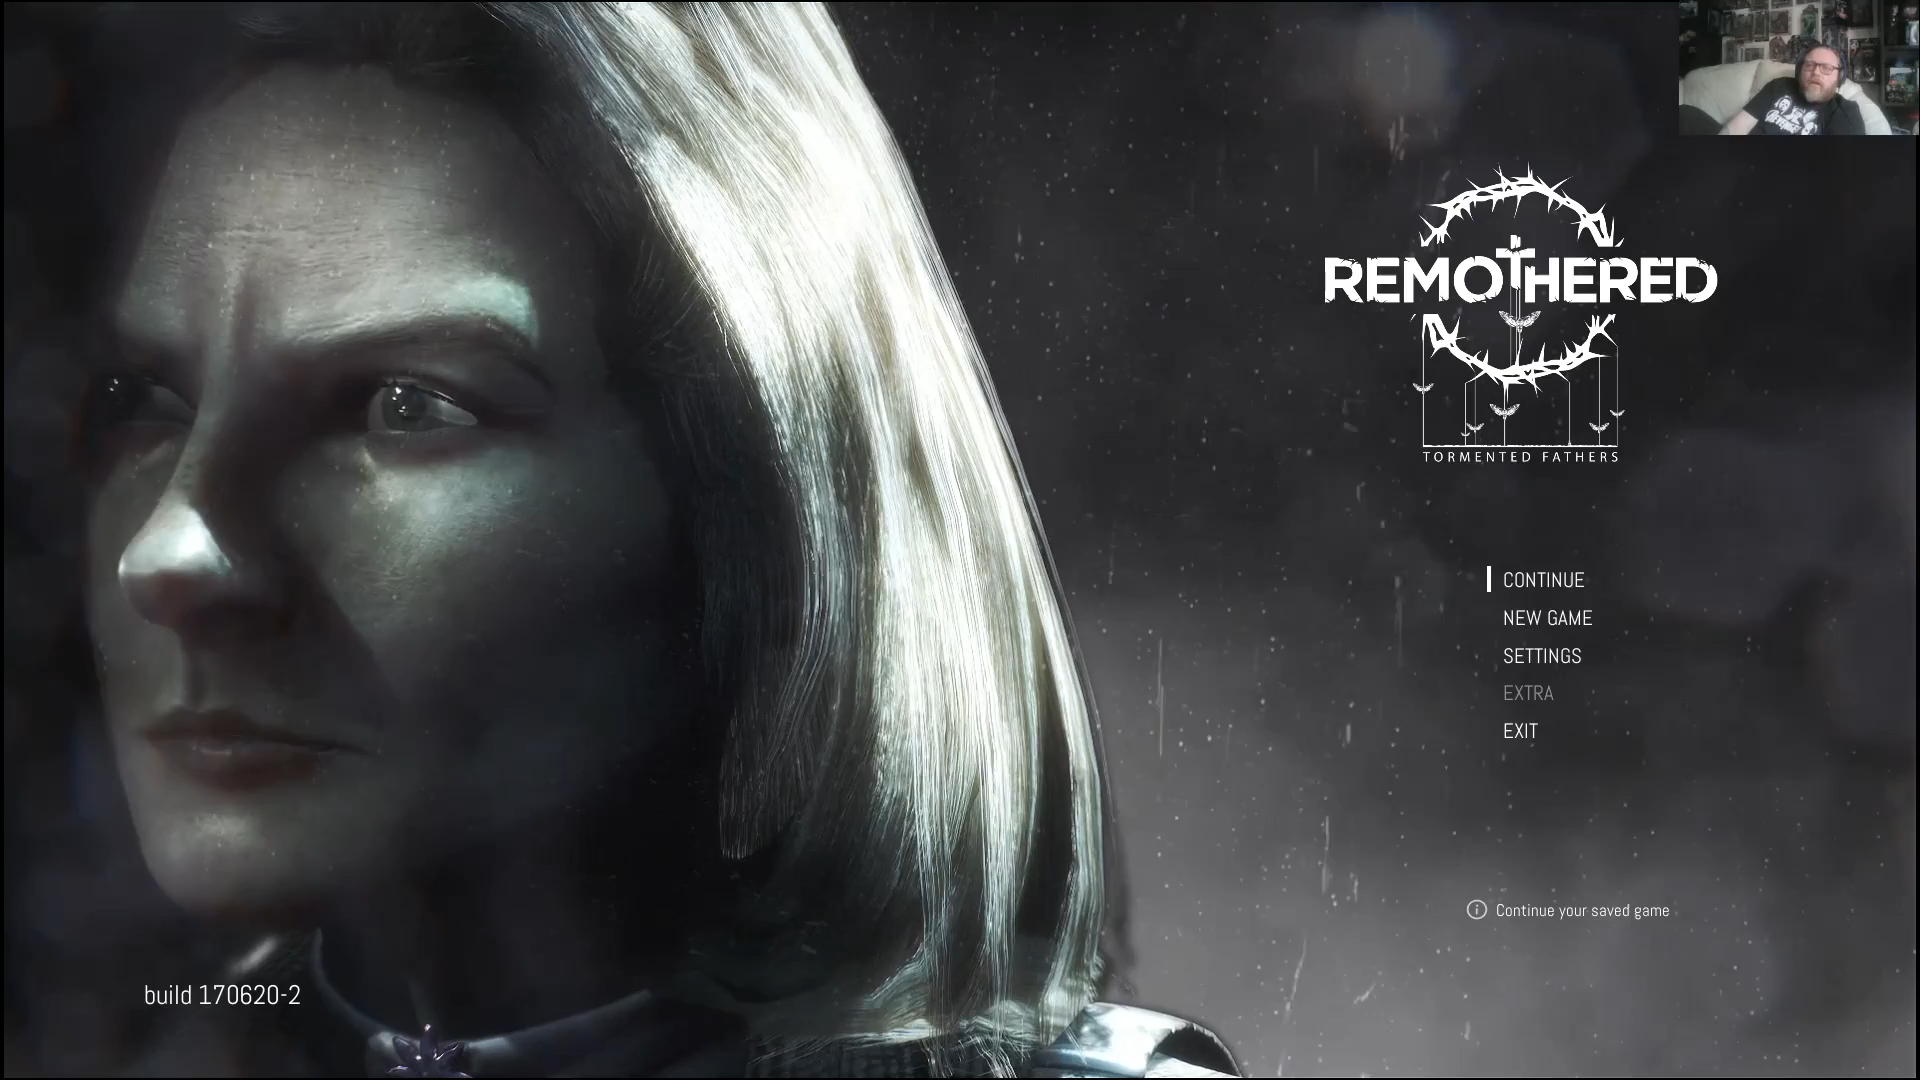 REMOTHERED
TORMENTED FATHERS
CONTINUE
NEW GAME
SETTINGS
EXTRA
EXIT
Continue your saved game
build 170620-2